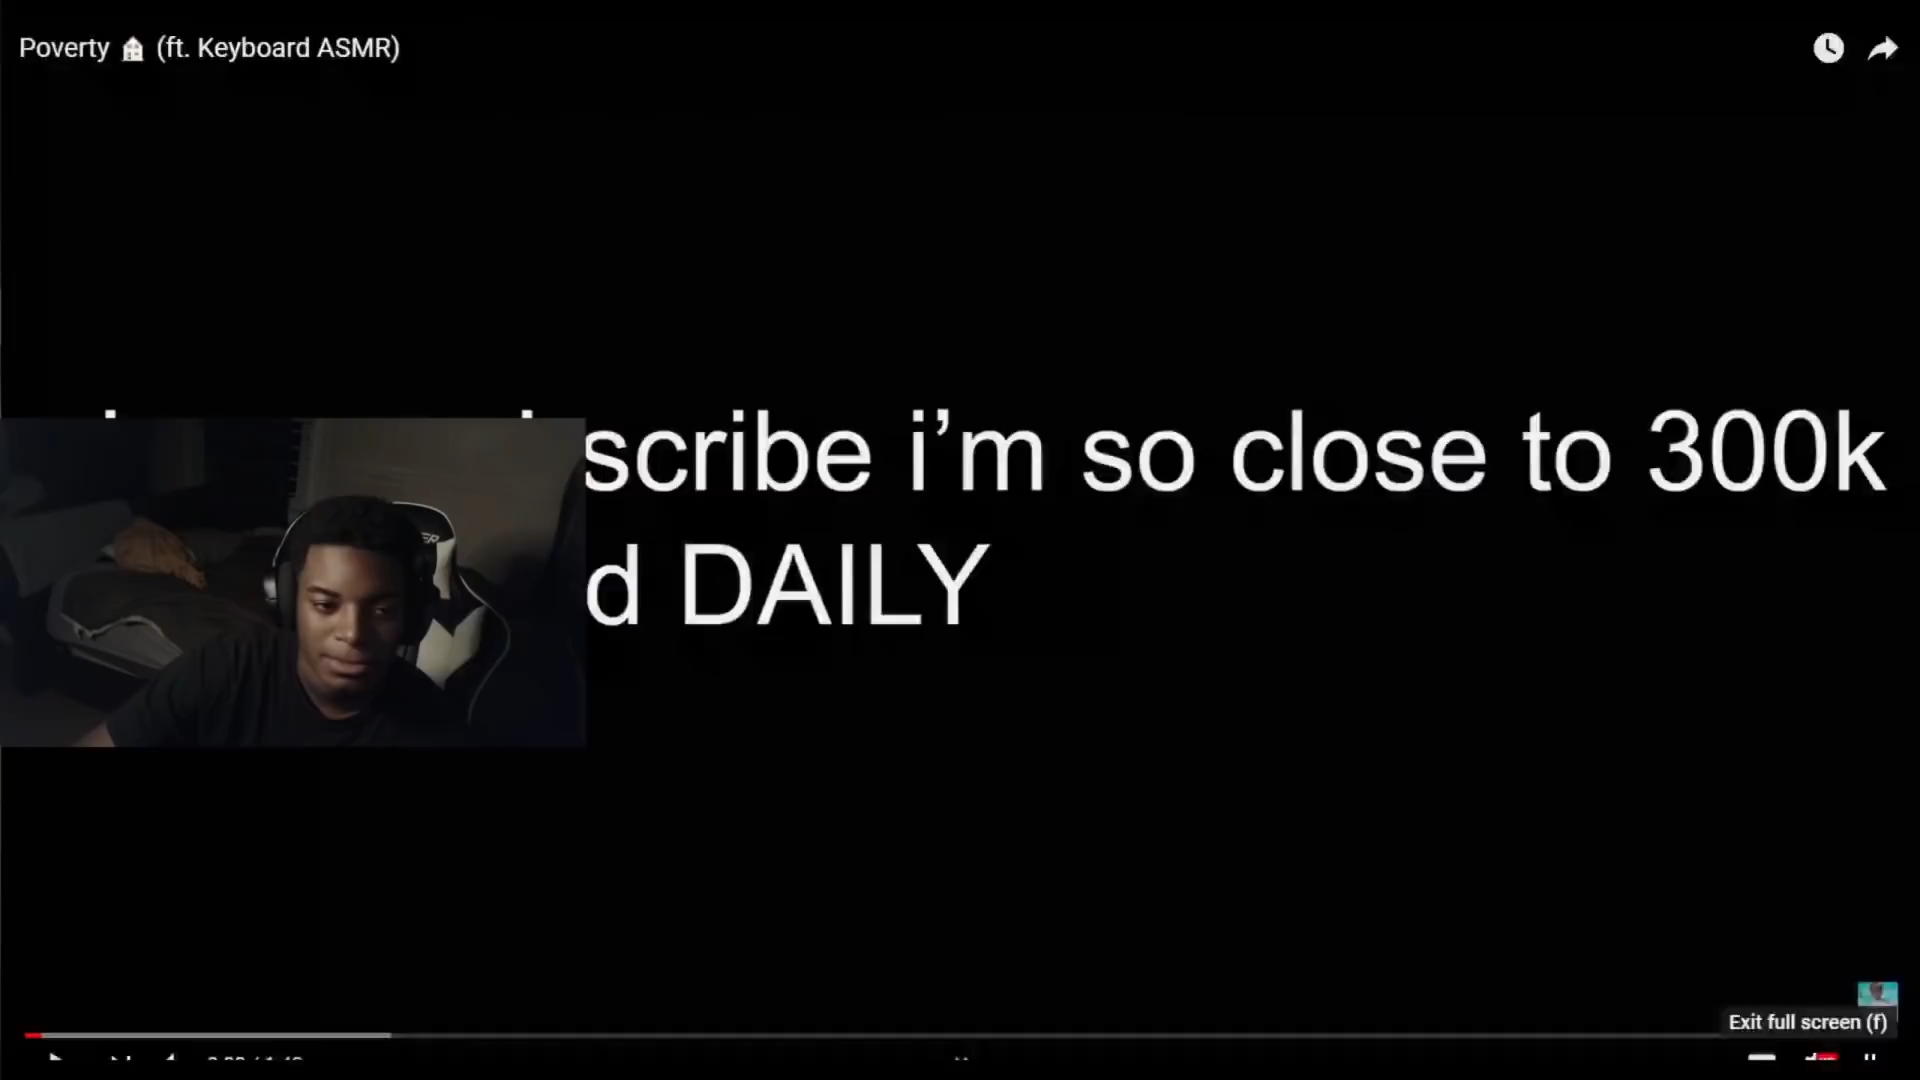 Poverty 🏠 (ft. Keyboard ASMR)
scribe i’m so close to 300k
d DAILY
Exit full screen (f)